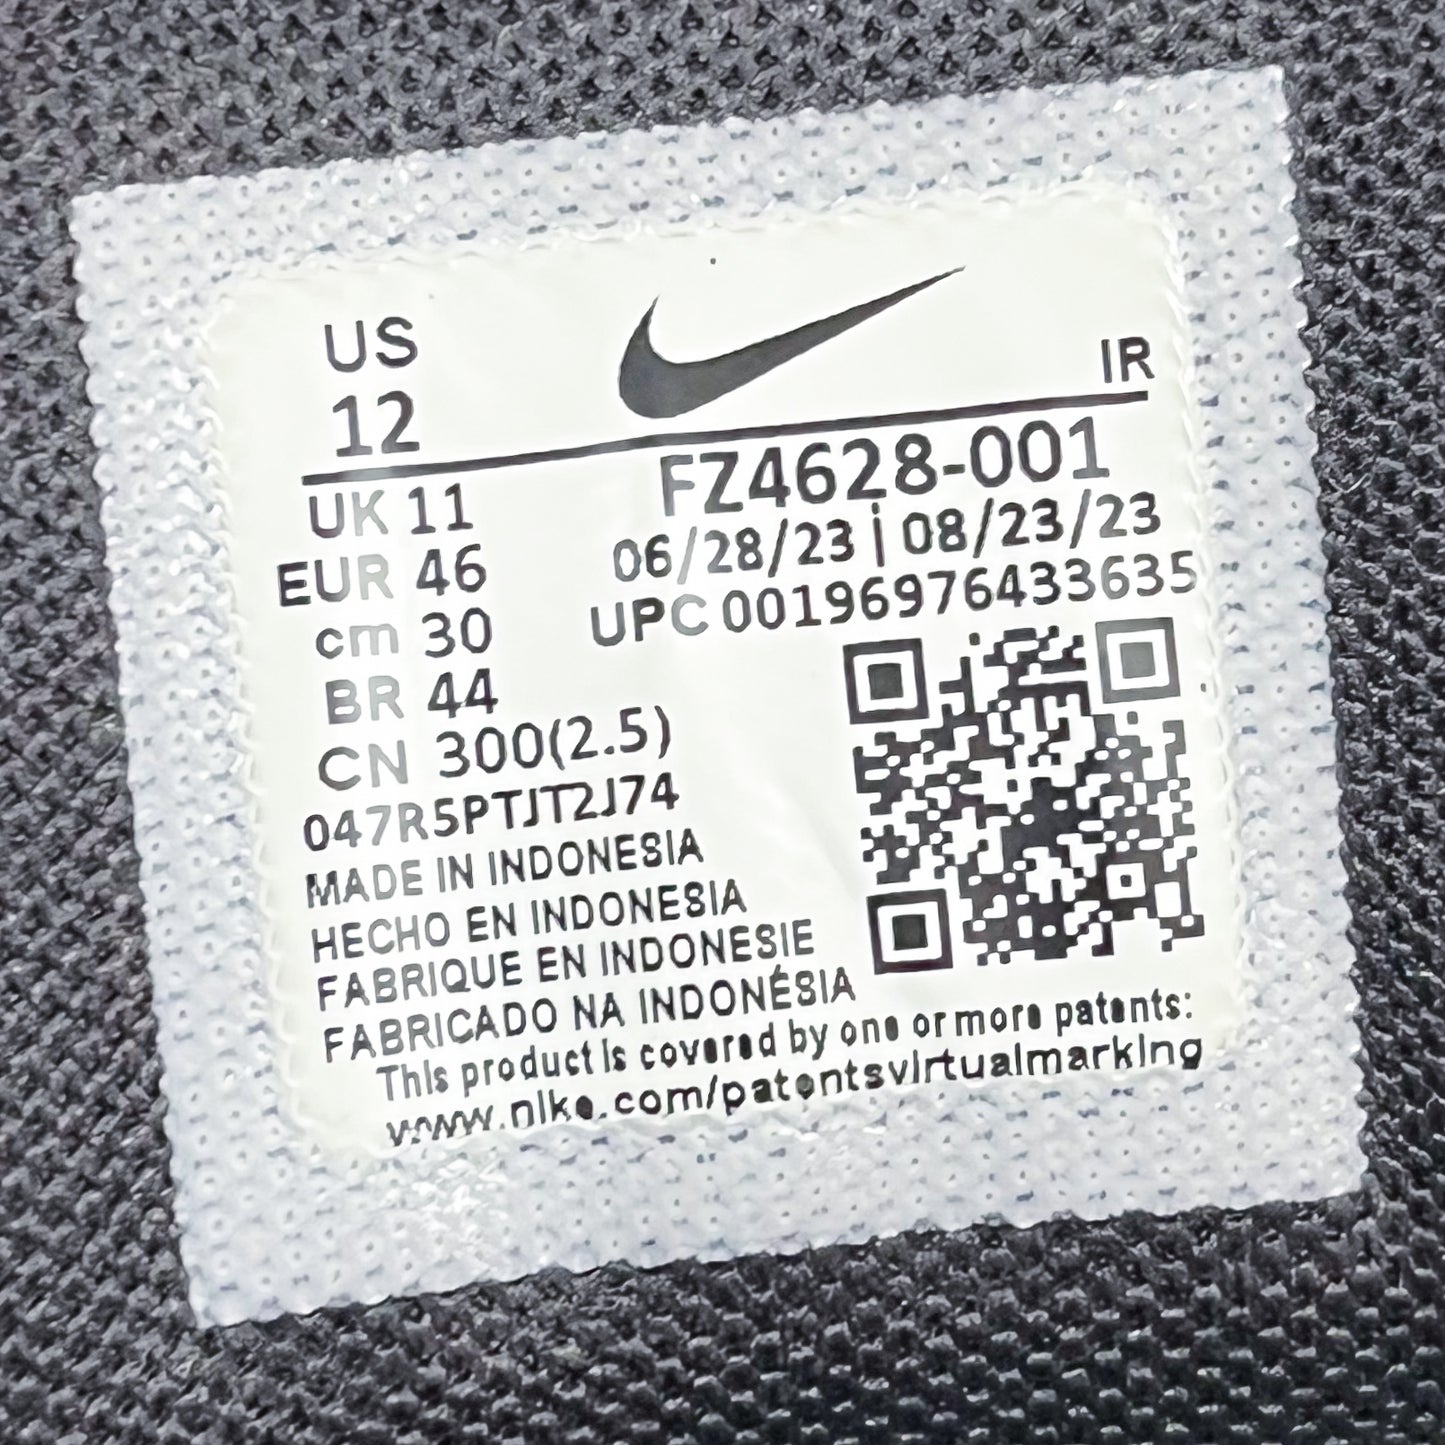 US
12
IR
UK 11
EUR 46
cm 30
BR 44
CN 300(2.5)
FZ4628-001
06/28/23 | 08/23/23
UPC 00196976433635
047R5PTJT2J74
MADE IN INDONESIA
HECHO EN INDONESIA
FABRIQUE EN INDONESIE
FABRICADO NA INDONÉSIA
This product is covered by one or more patents:
www.nike.com/patentsvirtualmarking